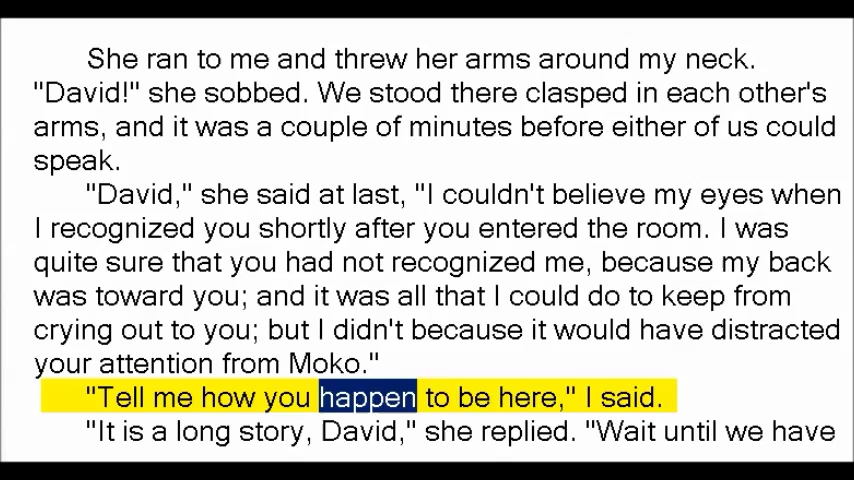 She ran to me and threw her arms around my neck.
"David!" she sobbed. We stood there clasped in each other's
arms, and it was a couple of minutes before either of us could
speak.
"David," she said at last, "I couldn't believe my eyes when
I recognized you shortly after you entered the room. I was
quite sure that you had not recognized me, because my back
was toward you; and it was all that I could do to keep from
crying out to you; but I didn't because it would have distracted
your attention from Moko."
"Tell me how you happen to be here," I said.
"It is a long story, David," she replied. "Wait until we have